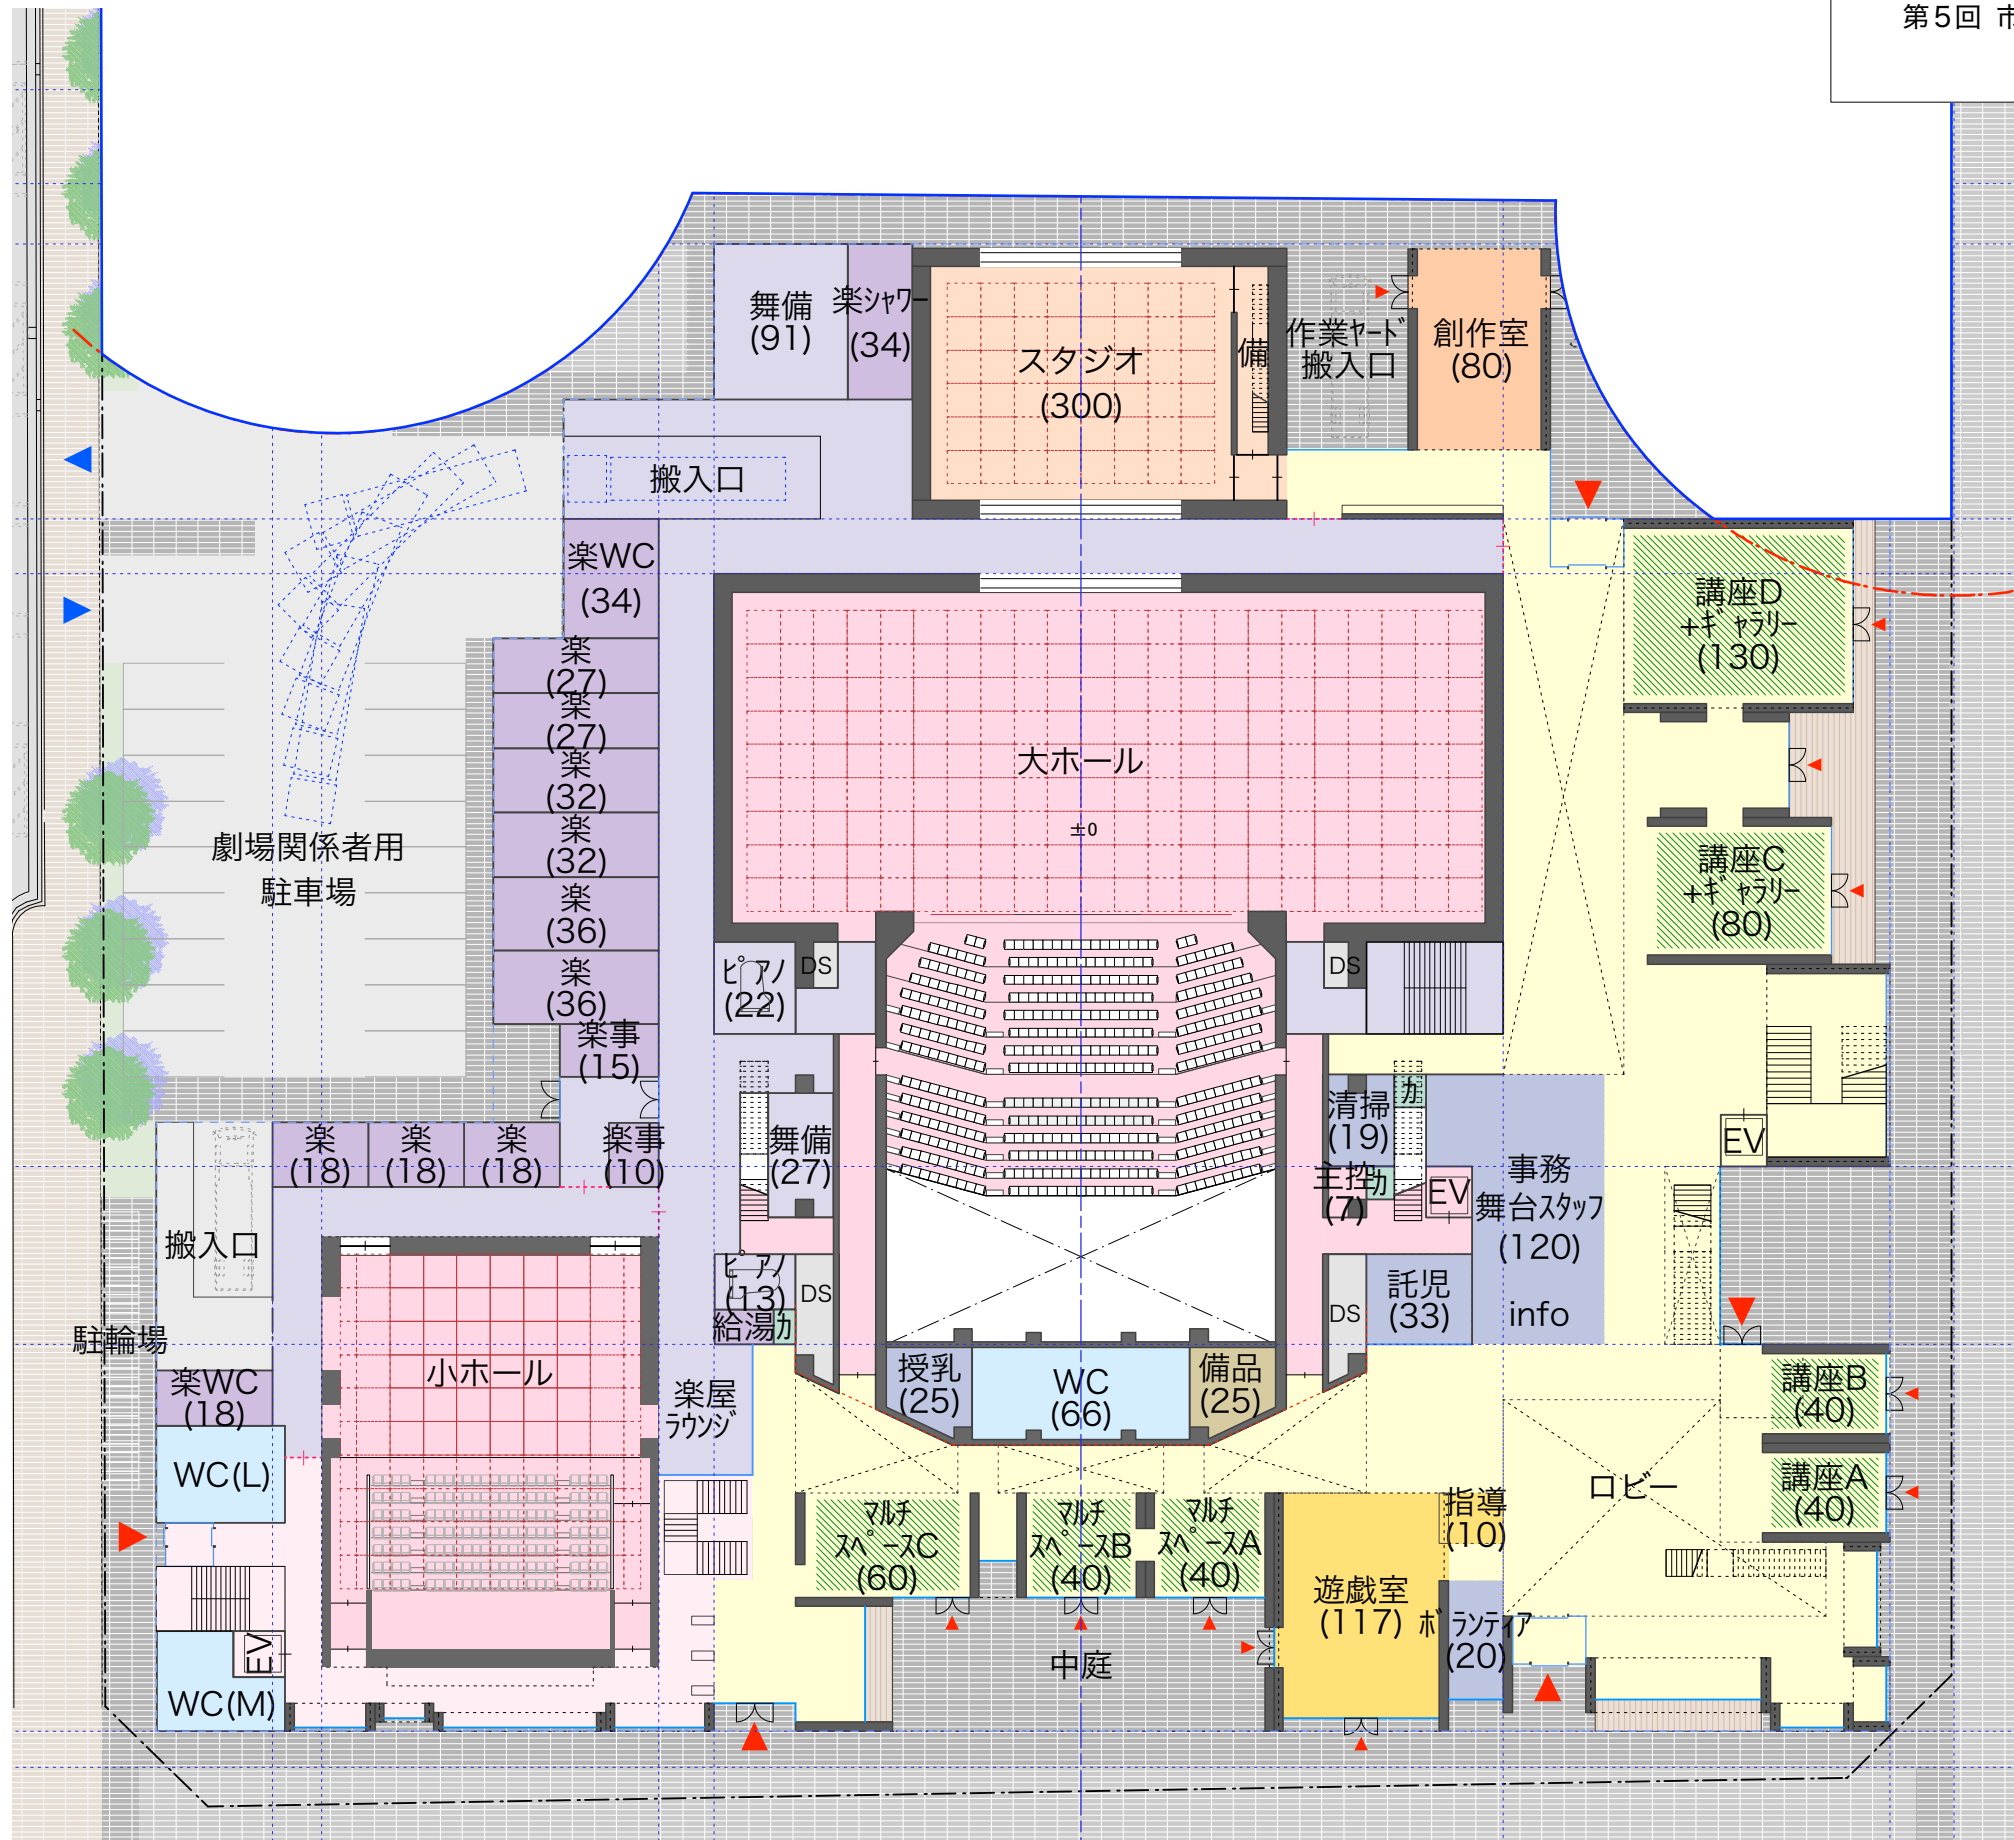 第5回 市
舞備
(91)
楽ｼｬﾜｰ
(34)
スタジオ
(300)
備
作業ﾔｰﾄﾞ
搬入口
創作室
(80)
搬入口
楽WC
(34)
楽
(27)
楽
(27)
楽
(32)
楽
(32)
楽
(36)
楽
(36)
楽事
(15)
大ホール
±0
講座D
+ｷﾞｬﾗﾘｰ
(130)
講座C
+ｷﾞｬﾗﾘｰ
(80)
劇場関係者用
駐車場
ﾋﾟｱﾉ
(22)
DS
DS
楽
(18)
楽
(18)
楽
(18)
楽事
(10)
舞備
(27)
清掃
(19)
ｶ
主控
(7)
ｶ
EV
事務
舞台ｽﾀｯﾌ
(120)
info
EV
搬入口
ﾋﾟｱﾉ
(13)
給湯
ｶ
DS
DS
託児
(33)
駐輪場
小ホール
楽WC
(18)
WC(L)
楽屋
ﾗｳﾝｼﾞ
授乳
(25)
WC
(66)
備品
(25)
講座B
(40)
講座A
(40)
ロビー
指導
(10)
ﾏﾙﾁ
ｽﾍﾟｰｽC
(60)
ﾏﾙﾁ
ｽﾍﾟｰｽB
(40)
ﾏﾙﾁ
ｽﾍﾟｰｽA
(40)
遊戯室
(117)
ﾎﾞﾗﾝﾃｨｱ
(20)
中庭
EV
WC(M)